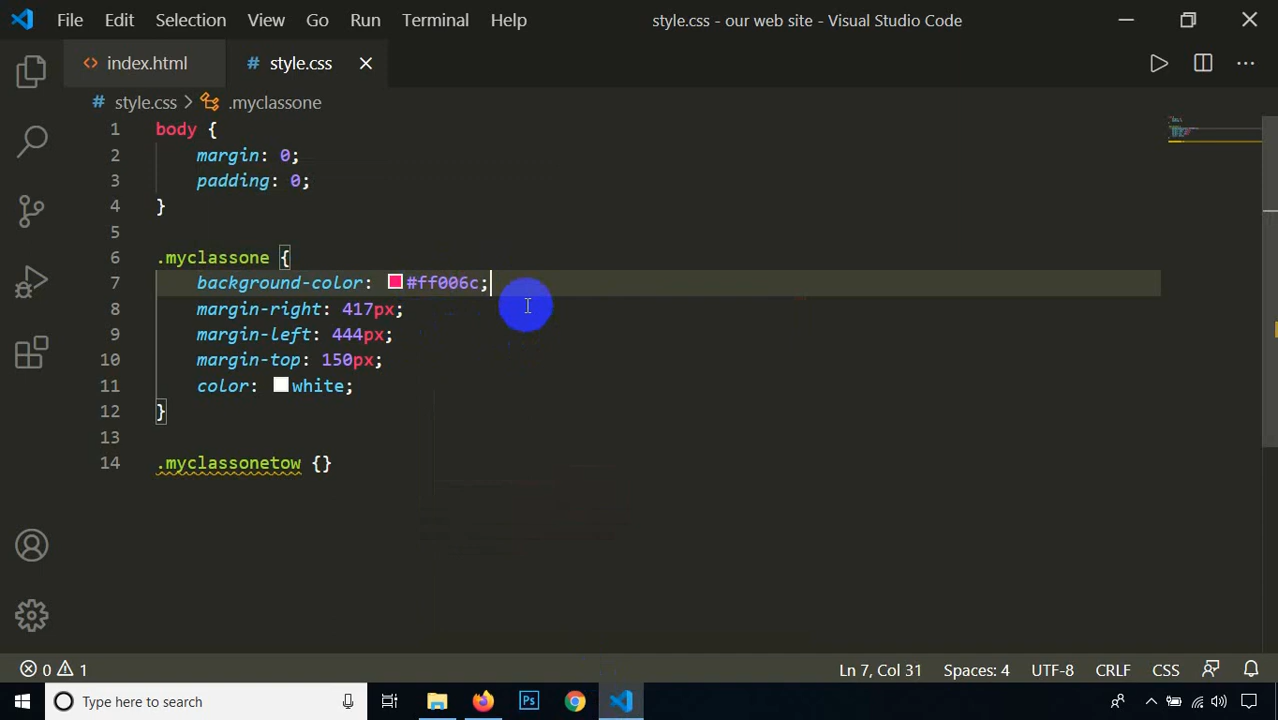 File Edit Selection View Go Run Terminal Help style.css - our web site - Visual Studio Code
<> index.html # style.css
# style.css > .myclassone
1 body {
2 margin: 0;
3 padding: 0;
4 }
5
6 .myclassone {
7 background-color: #ff006c;
8 margin-right: 417px;
9 margin-left: 444px;
10 margin-top: 150px;
11 color: white;
12 }
13
14 .myclassonetow {}
0 1 Ln 7, Col 31 Spaces: 4 UTF-8 CRLF CSS
Type here to search Ps